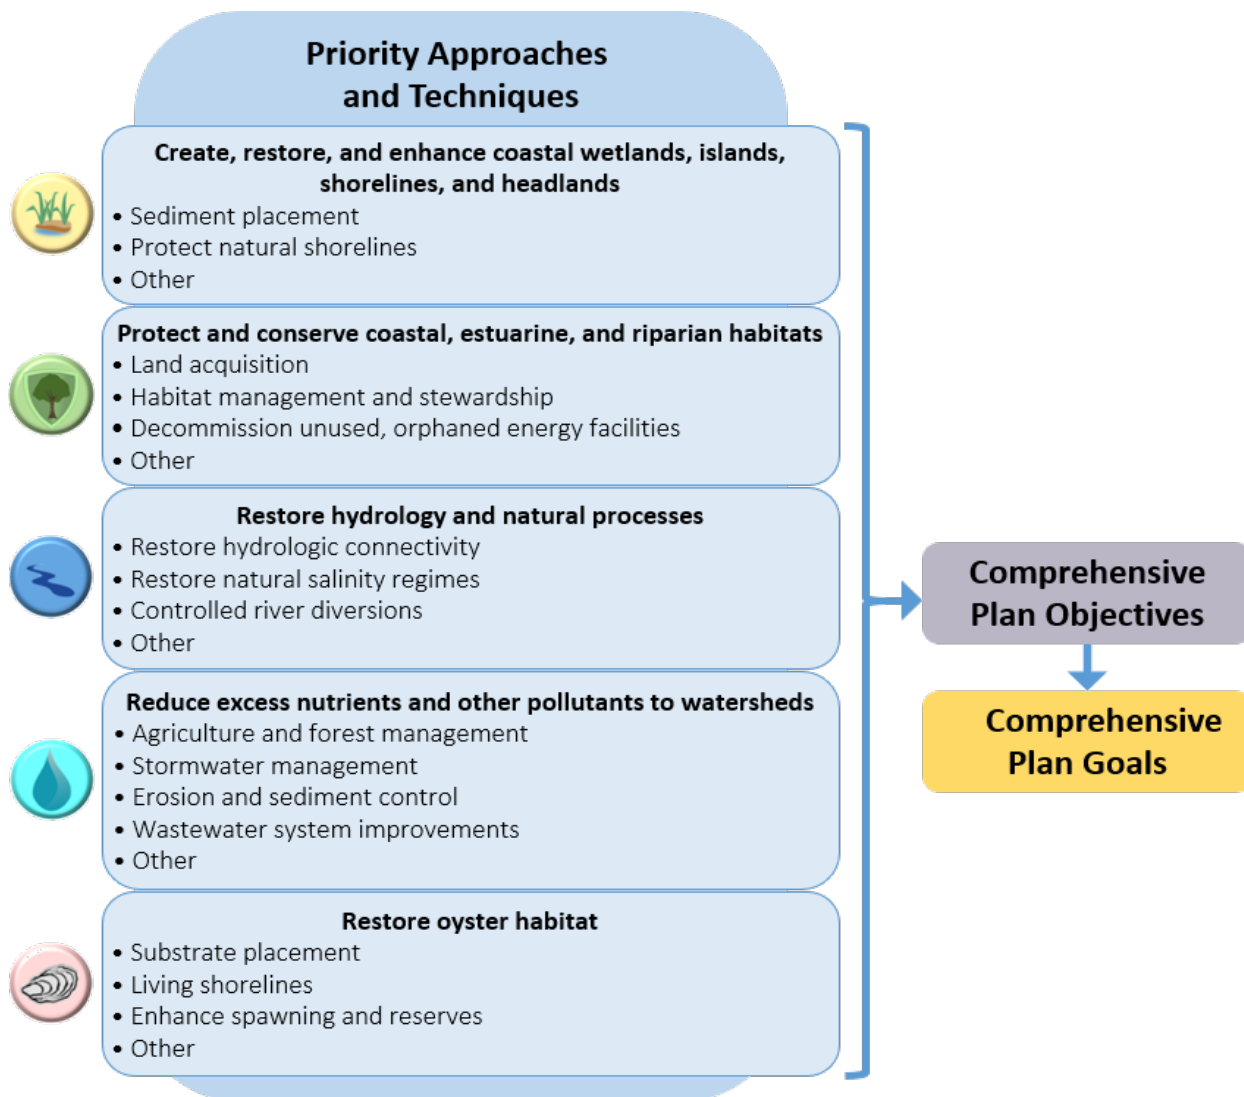 Priority Approaches
and Techniques
Create, restore, and enhance coastal wetlands, islands,
shorelines, and headlands
• Sediment placement
• Protect natural shorelines
• Other
Protect and conserve coastal, estuarine, and riparian habitats
• Land acquisition
• Habitat management and stewardship
• Decommission unused, orphaned energy facilities
• Other
Restore hydrology and natural processes
• Restore hydrologic connectivity
• Restore natural salinity regimes
• Controlled river diversions
• Other
Reduce excess nutrients and other pollutants to watersheds
• Agriculture and forest management
• Stormwater management
• Erosion and sediment control
• Wastewater system improvements
• Other
Restore oyster habitat
• Substrate placement
• Living shorelines
• Enhance spawning and reserves
• Other
Comprehensive
Plan Objectives
Comprehensive
Plan Goals